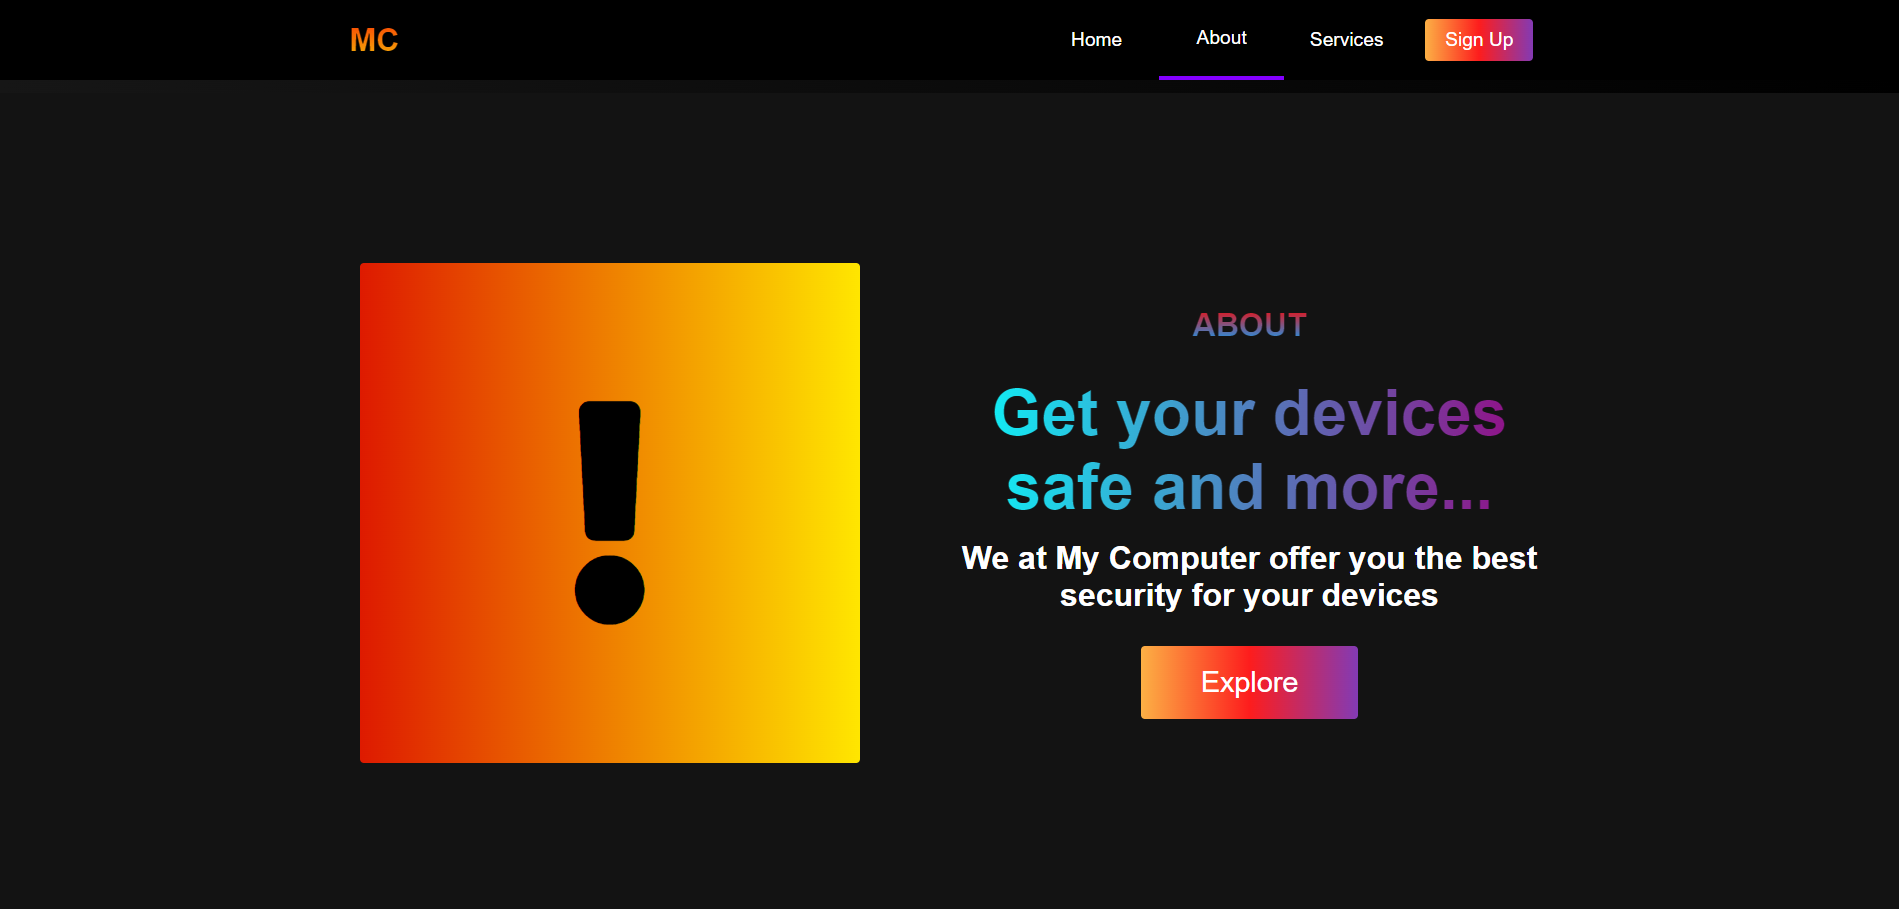 MC
Home
About
Services
Sign Up
!
ABOUT
Get your devices
safe and more...
We at My Computer offer you the best
security for your devices
Explore